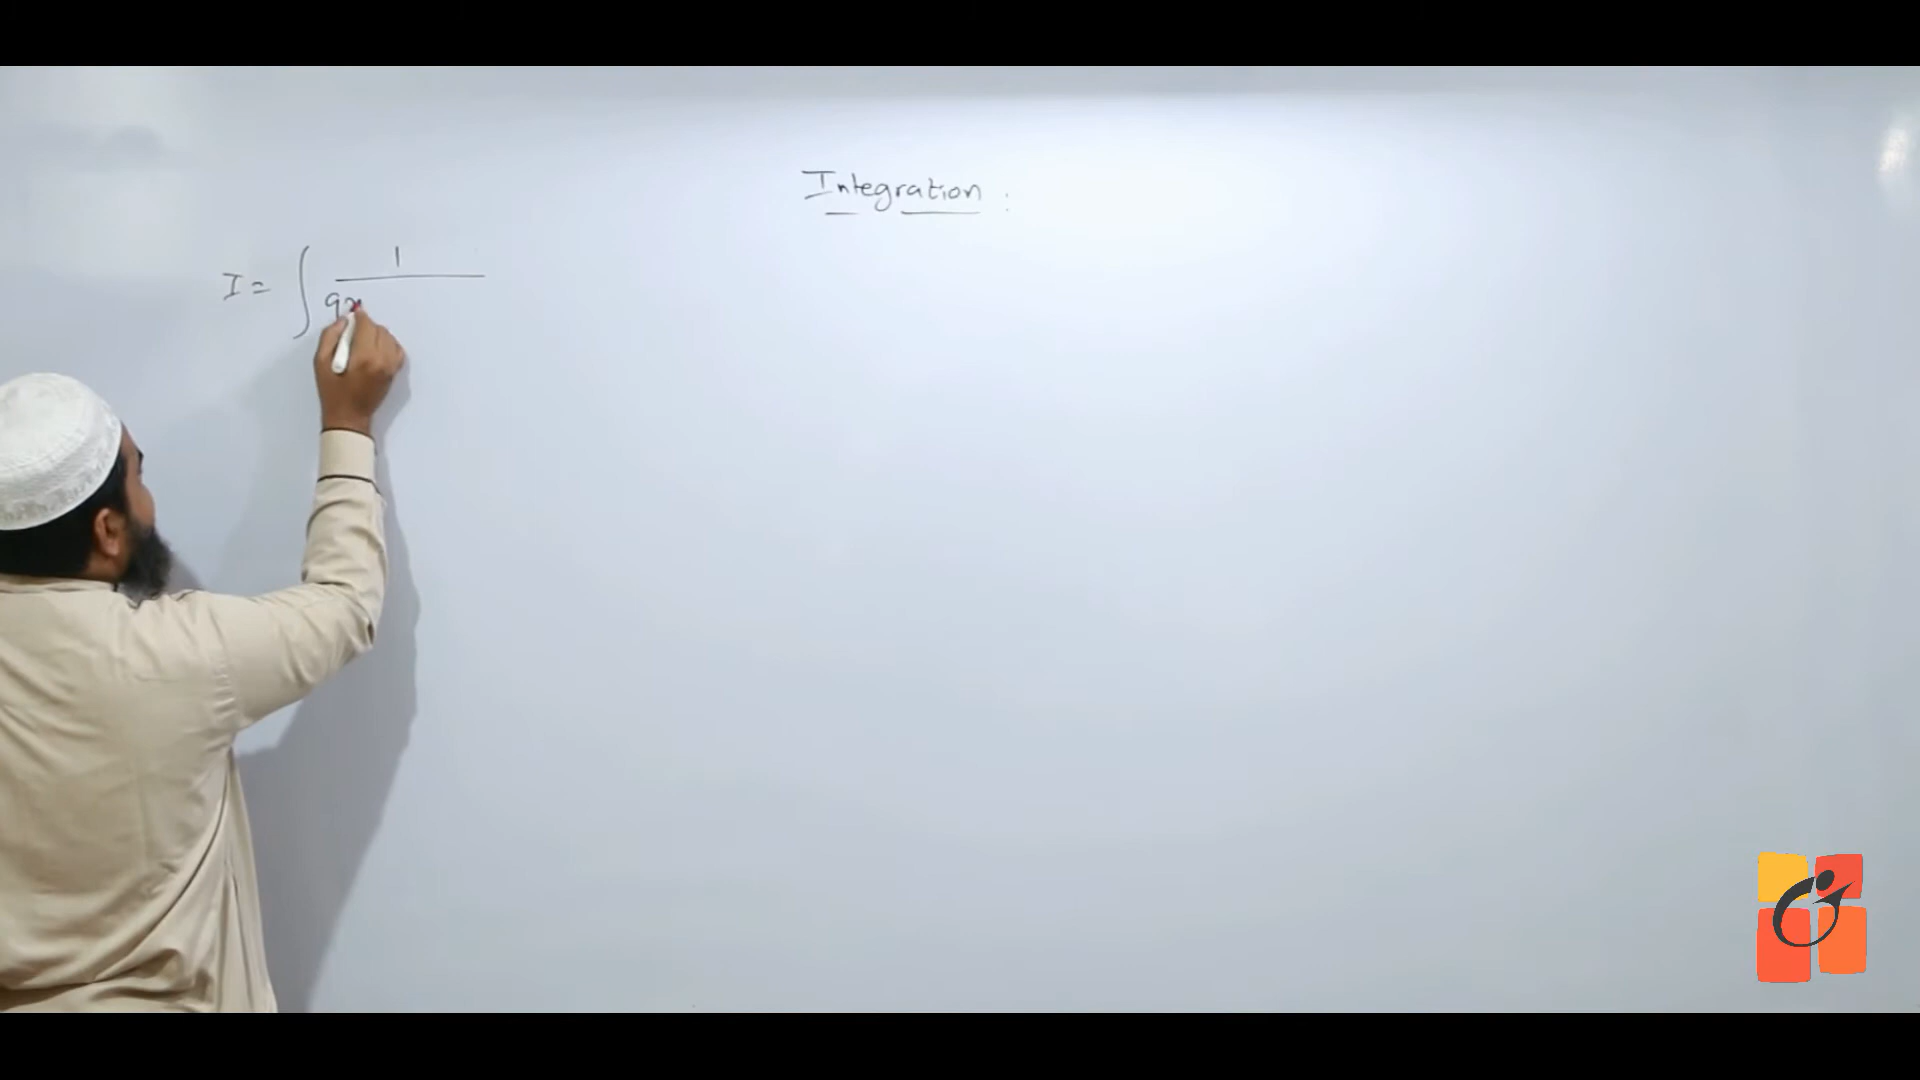 Integration :
I = ∫ 1
9x